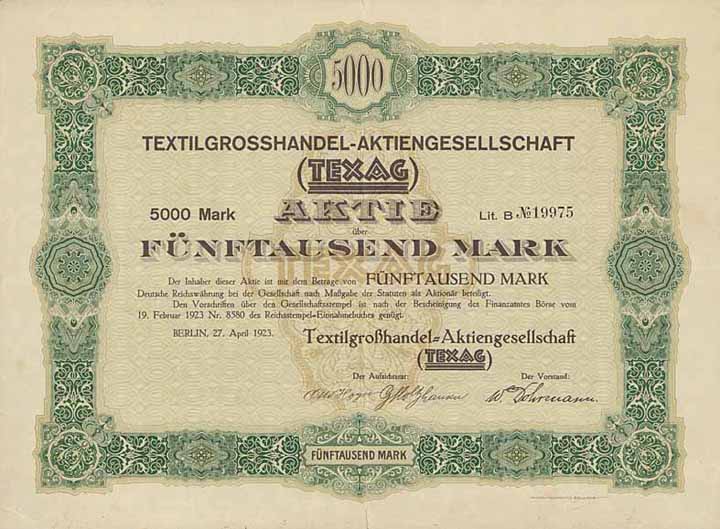 5000
TEXTILGROSSHANDEL-AKTIENGESELLSCHAFT
(TEXAG)
5000 Mark AKTIE Lit. B №19975
über
FÜNFTAUSEND MARK
Der Inhaber dieser Aktie ist mit dem Betrage von FÜNFTAUSEND MARK
Deutsche Reichswährung bei der Gesellschaft nach Maßgabe der Statuten als Aktionär beteiligt.
Den Vorschriften über den Gesellschaftsstempel ist nach der Bescheinigung des Finanzamtes Börse vom
19. Februar 1923 Nr. 8580 des Reichsstempel-Einnahmebuches genügt.
BERLIN, 27. April 1923.
Textilgroßhandel-Aktiengesellschaft
(TEXAG)
Der Aufsichtsrat: Der Vorstand:
W. Dohrmann.
FÜNFTAUSEND MARK